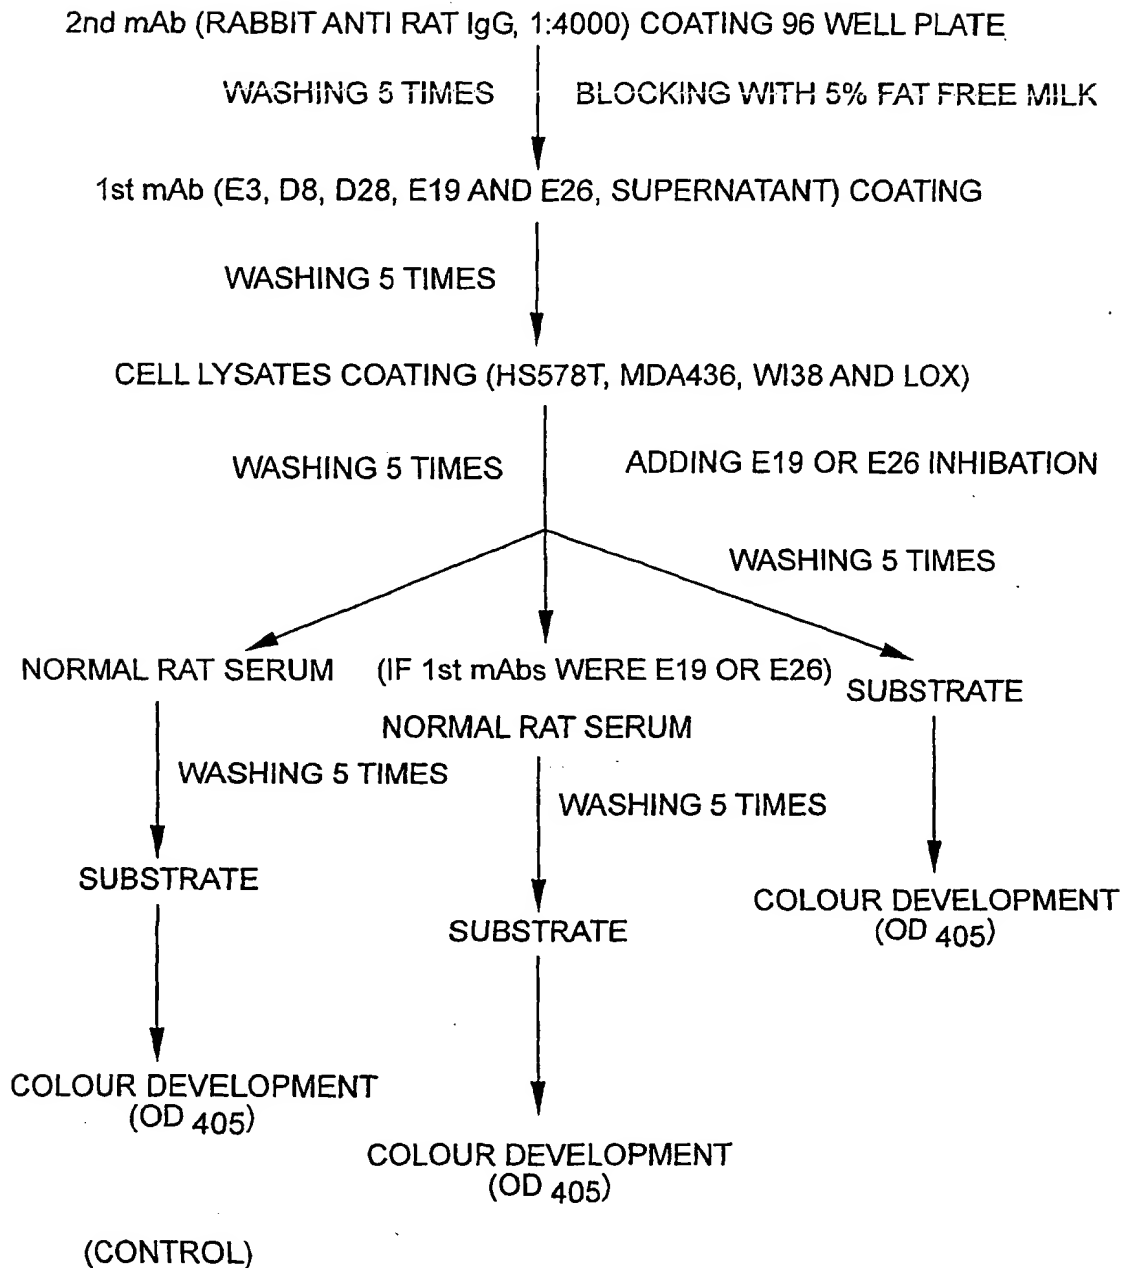 2nd mAb (RABBIT ANTI RAT IgG, 1:4000) COATING 96 WELL PLATE
WASHING 5 TIMES
BLOCKING WITH 5% FAT FREE MILK
1st mAb (E3, D8, D28, E19 AND E26, SUPERNATANT) COATING
WASHING 5 TIMES
CELL LYSATES COATING (HS578T, MDA436, WI38 AND LOX)
WASHING 5 TIMES
ADDING E19 OR E26 INHIBATION
WASHING 5 TIMES
NORMAL RAT SERUM
(IF 1st mAbs WERE E19 OR E26)
SUBSTRATE
NORMAL RAT SERUM
WASHING 5 TIMES
WASHING 5 TIMES
SUBSTRATE
COLOUR DEVELOPMENT
(OD 405)
SUBSTRATE
COLOUR DEVELOPMENT
(OD 405)
COLOUR DEVELOPMENT
(OD 405)
(CONTROL)